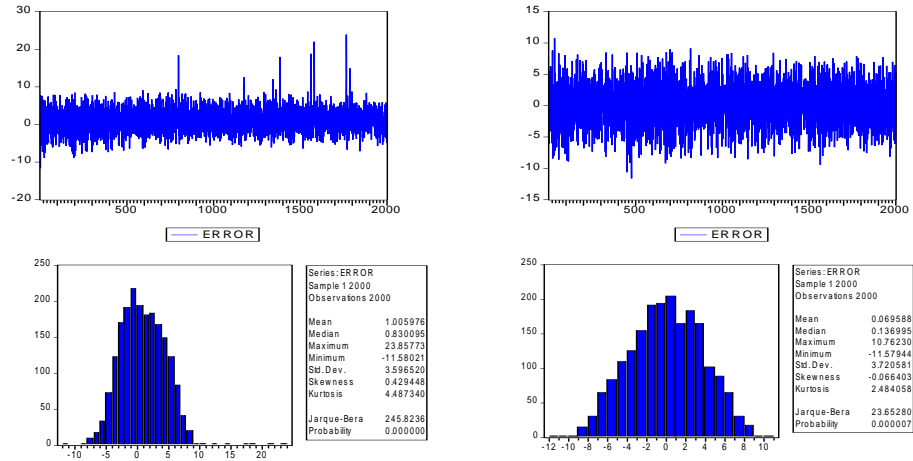 30
20
10
0
-10
-20
500
1000
1500
2000
ERROR
15
10
5
0
-5
-10
-15
500
1000
1500
2000
ERROR
250
200
150
100
50
0
-10
-5
0
5
10
15
20
Series: ERROR
Sample 1 2000
Observations 2000
Mean 1.005976
Median 0.830095
Maximum 23.85773
Minimum -11.58021
Std. Dev. 3.596520
Skewness 0.429448
Kurtosis 4.487340
Jarque-Bera 245.8236
Probability 0.000000
250
200
150
100
50
0
-12 -10 -8 -6 -4 -2 0 2 4 6 8 10
Series: ERROR
Sample 1 2000
Observations 2000
Mean 0.069588
Median 0.136995
Maximum 10.76230
Minimum -11.57944
Std. Dev. 3.720581
Skewness -0.066403
Kurtosis 2.484058
Jarque-Bera 23.65280
Probability 0.000007